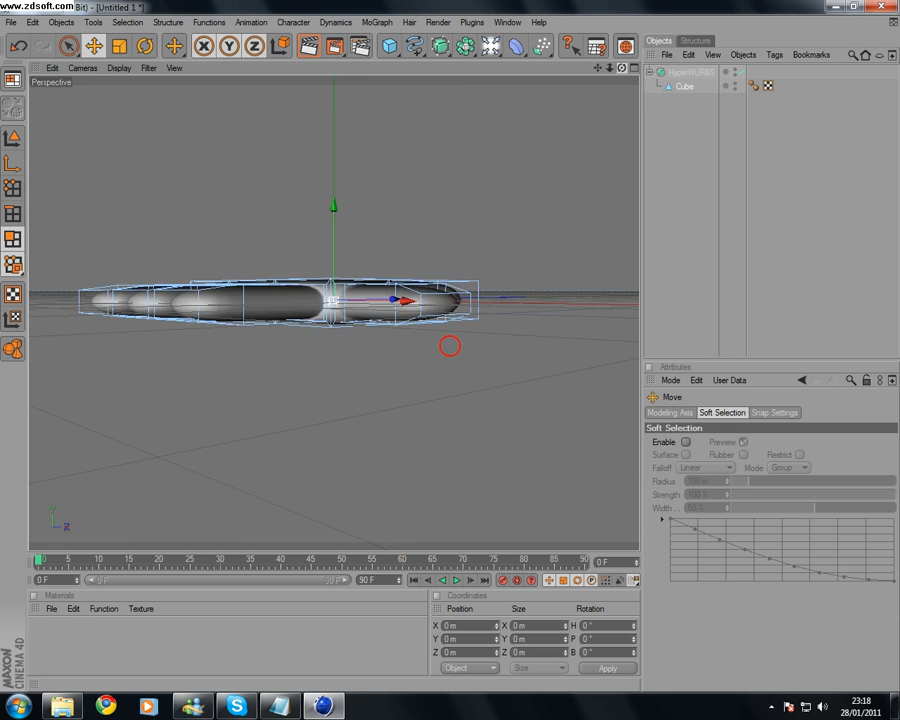 www.zdsoft.com Bit) - [Untitled 1 *]
Edit Objects Tools Selection Structure Functions Animation Character Dynamics MoGraph Hair Render Plugins Window Help
Edit Cameras Display Filter View
Perspective
Objects Structure
File Edit View Objects Tags Bookmarks
HyperNURBS
Cube
Attributes
Mode Edit User Data
Move
Modeling Axis Soft Selection Snap Settings
Soft Selection
Enable Preview
Surface Rubber Restrict
Falloff Linear Mode Group
Radius 100 m
Strength 100 %
Width . . 50 %
Y
0 5 10 15 20 25 30 35 40 45 50 55 60 65 70 75 80 85 90 0 F
0 F 0 F 90 F 90 F
Materials
File Edit Function Texture
Coordinates
Position Size Rotation
X 0 m X 0 m H 0 °
Y 0 m Y 0 m P 0 °
Z 0 m Z 0 m B 0 °
Object Size Apply
MAXON CINEMA 4D
23:18
28/01/2011